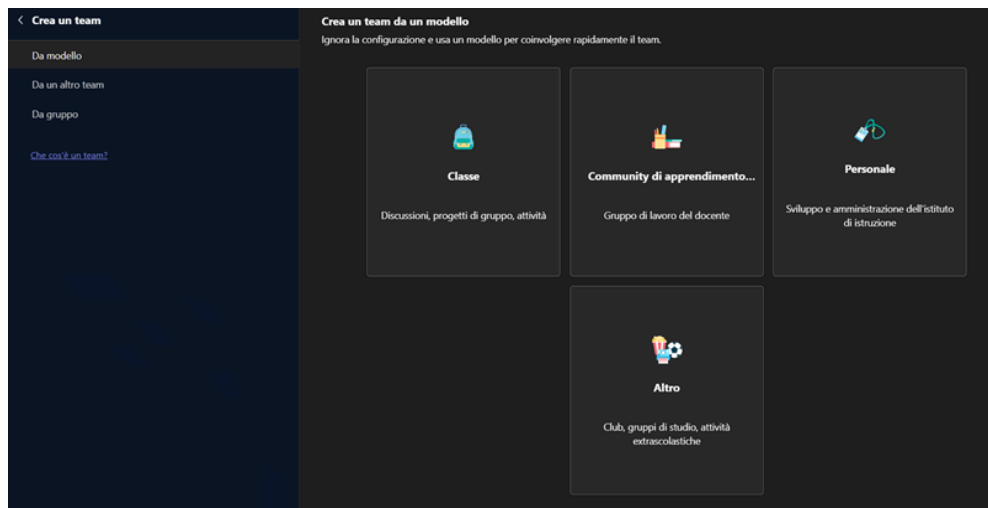 Crea un team
Da modello
Da un altro team
Da gruppo
Che cos'è un team?
Crea un team da un modello
Ignora la configurazione e usa un modello per coinvolgere rapidamente il team.
Classe
Discussioni, progetti di gruppo, attività
Community di apprendimento...
Gruppo di lavoro del docente
Personale
Sviluppo e amministrazione dell'istituto
di istruzione
Altro
Club, gruppi di studio, attività
extrascolastiche